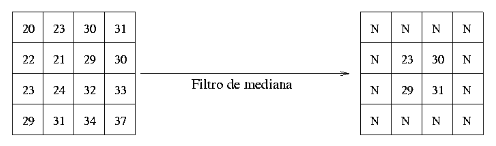 20 23 30 31 N N N N
22 21 29 30 N 23 30 N
Filtro de mediana
23 24 32 33 N 29 31 N
29 31 34 37 N N N N